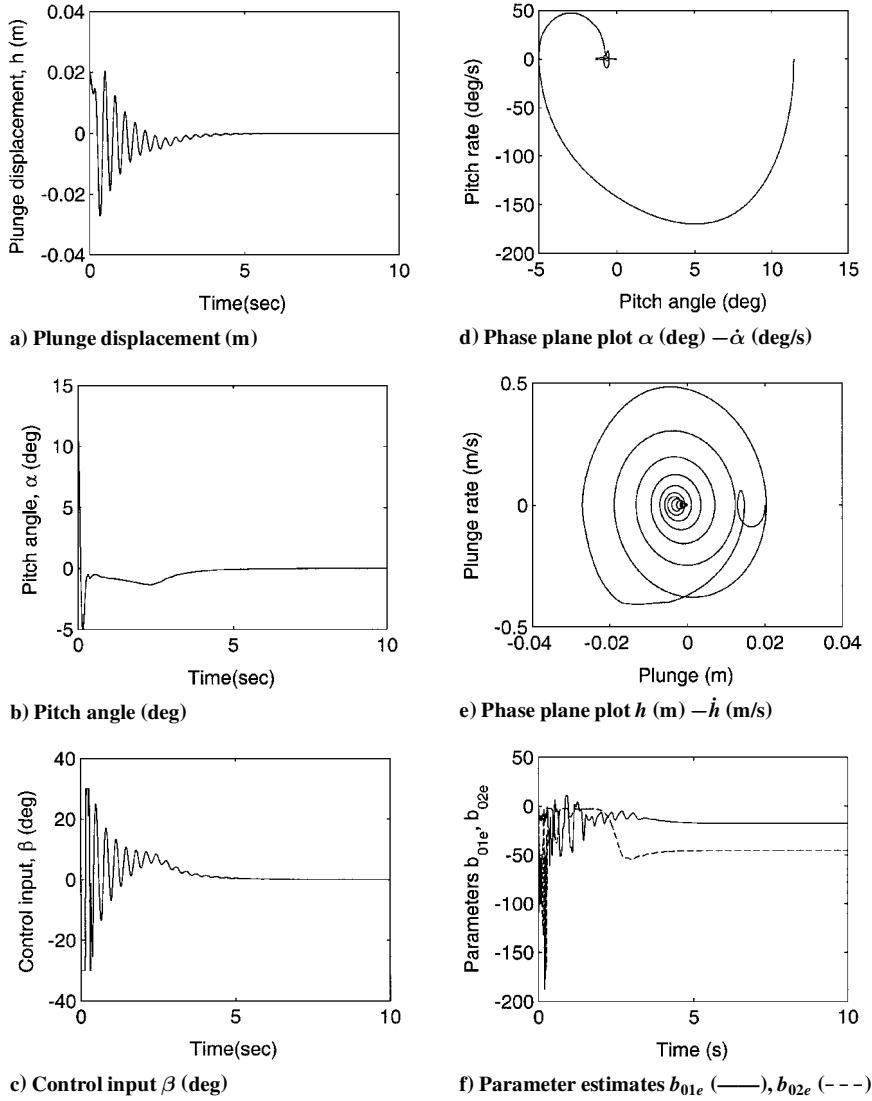 0.04
0.02
0
-0.02
-0.04
Plunge displacement, h (m)
0
5
10
Time(sec)
a) Plunge displacement (m)
50
0
-50
-100
-150
-200
Pitch rate (deg/s)
-5
0
5
10
15
Pitch angle (deg)
d) Phase plane plot α (deg) −α̇ (deg/s)
15
10
5
0
-5
Pitch angle, α (deg)
0
5
10
Time(sec)
b) Pitch angle (deg)
0.5
0
-0.5
Plunge rate (m/s)
-0.04
-0.02
0
0.02
0.04
Plunge (m)
e) Phase plane plot h (m) −ḣ (m/s)
40
20
0
-20
-40
Control input, β (deg)
0
5
10
Time(sec)
c) Control input β (deg)
50
0
-50
-100
-150
-200
Parameters b_01e, b_02e
0
5
10
Time (s)
f) Parameter estimates b01e (——), b02e (- - -)